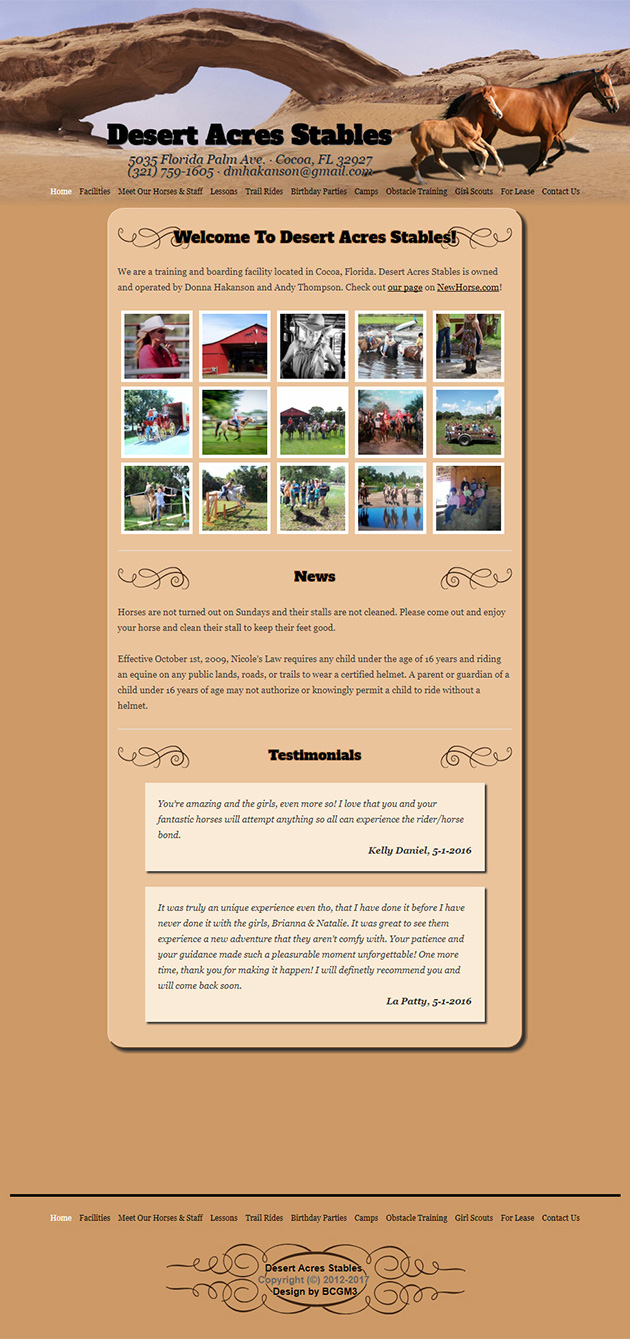 Desert Acres Stables
5035 Florida Palm Ave. · Cocoa, FL 32927
(321) 759-1605 · dmhakanson@gmail.com
Home Facilities Meet Our Horses & Staff Lessons Trail Rides Birthday Parties Camps Obstacle Training Girl Scouts For Lease Contact Us
Welcome To Desert Acres Stables!
We are a training and boarding facility located in Cocoa, Florida. Desert Acres Stables is owned
and operated by Donna Hakanson and Andy Thompson. Check out our page on NewHorse.com!
News
Horses are not turned out on Sundays and their stalls are not cleaned. Please come out and enjoy
your horse and clean their stall to keep their feet good.
Effective October 1st, 2009, Nicole's Law requires any child under the age of 16 years and riding
an equine on any public lands, roads, or trails to wear a certified helmet. A parent or guardian of a
child under 16 years of age may not authorize or knowingly permit a child to ride without a
helmet.
Testimonials
You're amazing and the girls, even more so! I love that you and your
fantastic horses will attempt anything so all can experience the rider/horse
bond.
Kelly Daniel, 5-1-2016
It was truly an unique experience even tho, that I have done it before I have
never done it with the girls, Brianna & Natalie. It was great to see them
experience a new adventure that they aren't comfy with. Your patience and
your guidance made such a pleasurable moment unforgettable! One more
time, thank you for making it happen! I will definetly recommend you and
will come back soon.
La Patty, 5-1-2016
Home Facilities Meet Our Horses & Staff Lessons Trail Rides Birthday Parties Camps Obstacle Training Girl Scouts For Lease Contact Us
Desert Acres Stables
Copyright (©) 2012-2017
Design by BCGM3